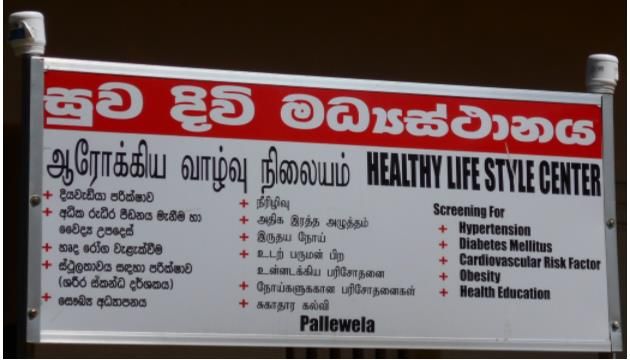 සුව දිවි මධ්‍යස්ථානය
ஆரோக்கிய வாழ்வு நிலையம் HEALTHY LIFE STYLE CENTER
+ දියවැඩියා පරීක්ෂාව
+ අධික රුධිර පීඩනය මැනීම හා
වෛද්‍ය උපදෙස්
+ හෘද රෝග වැළැක්වීම
+ ස්ථුලතාවය සඳහා පරීක්ෂාව
(ශරීර ස්කන්ධ දර්ශකය)
+ සෞඛ්‍ය අධ්‍යාපනය
+ நீரிழிவு
+ அதிக இரத்த அழுத்தம்
+ இருதய நோய்
+ உடற் பருமன் பிற
உள்ளடக்கிய பரிசோதனை
+ நோய்களுக்கான பரிசோதனைகள்
+ சுகாதார கல்வி
Screening For
+ Hypertension
+ Diabetes Mellitus
+ Cardiovascular Risk Factor
+ Obesity
+ Health Education
Pallewela